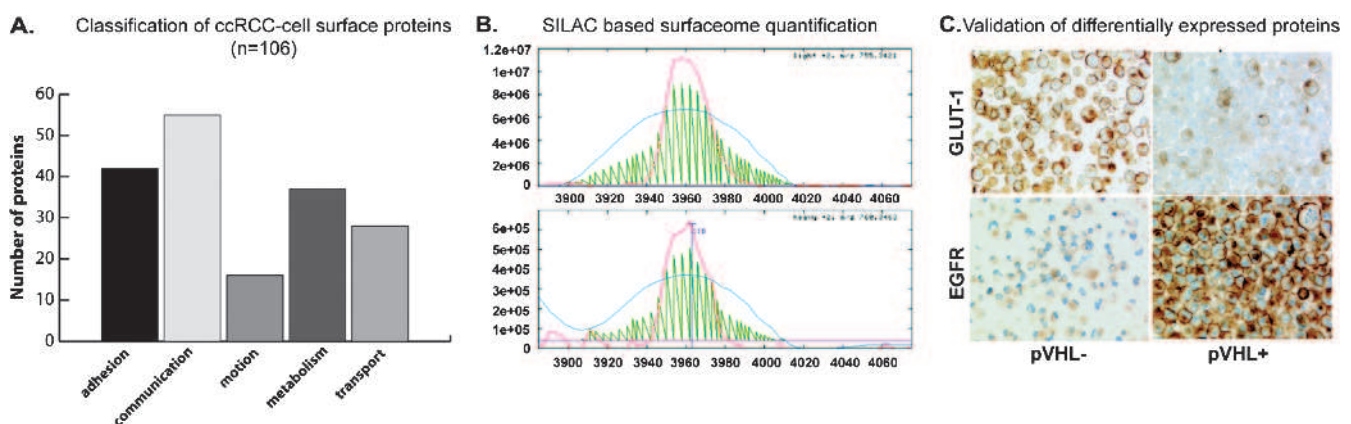 A.
Classification of ccRCC-cell surface proteins
(n=106)
Number of proteins
60
50
40
30
20
10
0
adhesion
communication
motion
metabolism
transport
B.
SILAC based surfaceome quantification
1.2e+07
1e+07
8e+06
6e+06
4e+06
2e+06
0
3900 3920 3940 3960 3980 4000 4020 4040 4060
6e+05
5e+05
4e+05
3e+05
2e+05
1e+05
0
3900 3920 3940 3960 3980 4000 4020 4040 4060
C. Validation of differentially expressed proteins
GLUT-1
EGFR
pVHL- pVHL+